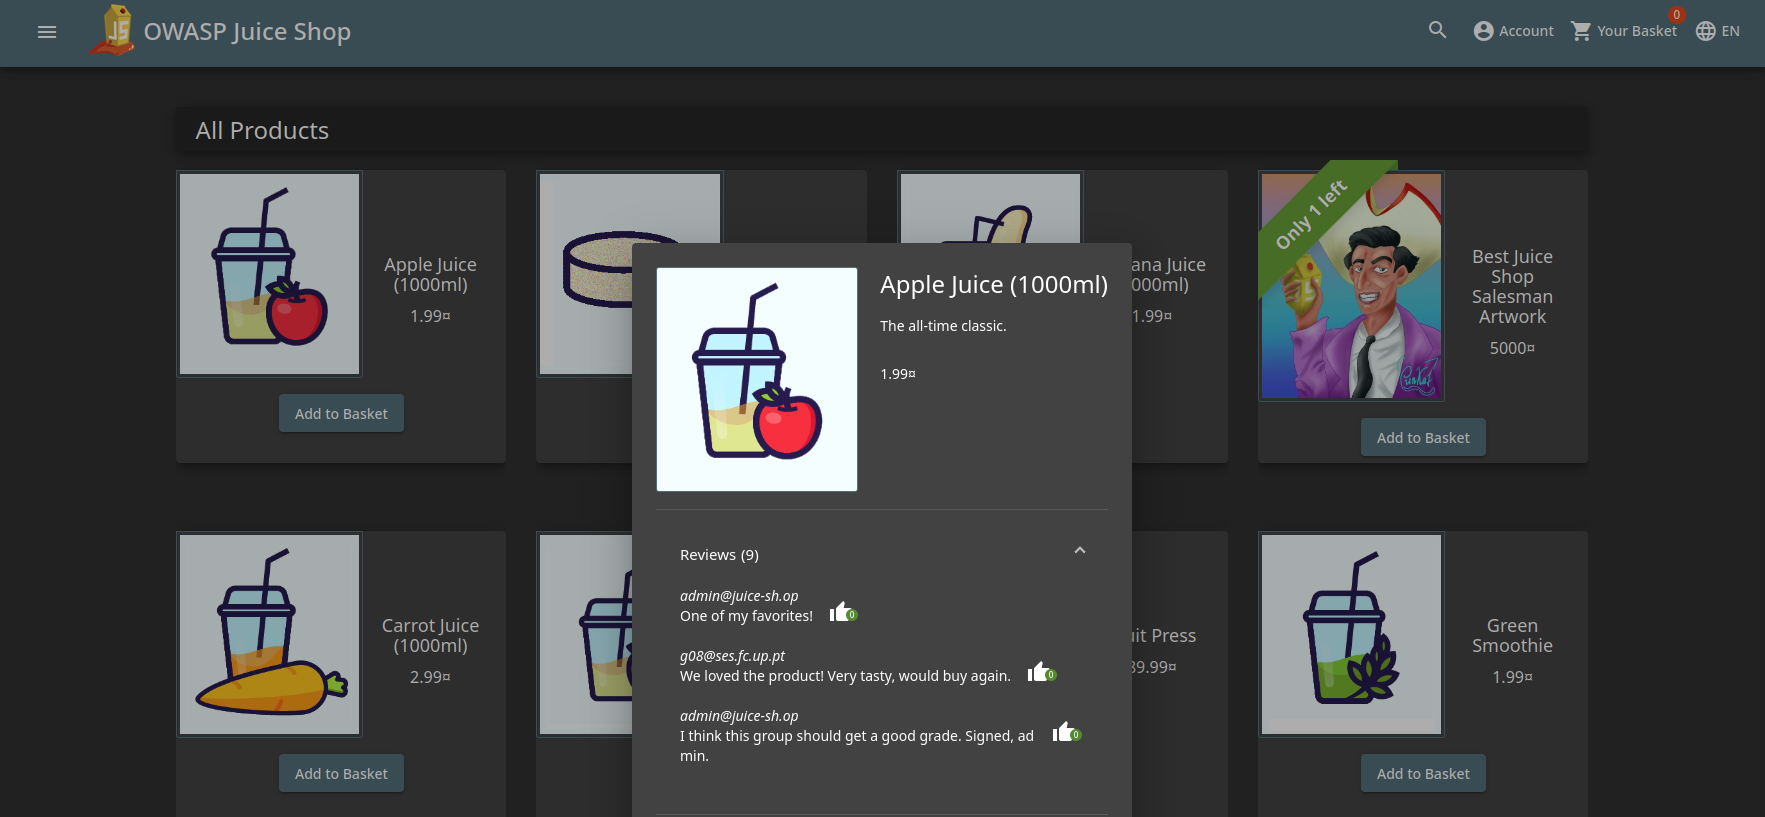 OWASP Juice Shop
Account
0
Your Basket
EN
All Products
Apple Juice
(1000ml)
1.99¤
Add to Basket
ana Juice
000ml)
1.99¤
Only 1 left
Best Juice
Shop
Salesman
Artwork
5000¤
Add to Basket
Apple Juice (1000ml)
The all-time classic.
1.99¤
Reviews (9)
admin@juice-sh.op
One of my favorites!
0
g08@ses.fc.up.pt
We loved the product! Very tasty, would buy again.
0
admin@juice-sh.op
I think this group should get a good grade. Signed, ad
min.
0
Carrot Juice
(1000ml)
2.99¤
Add to Basket
uit Press
89.99¤
Green
Smoothie
1.99¤
Add to Basket